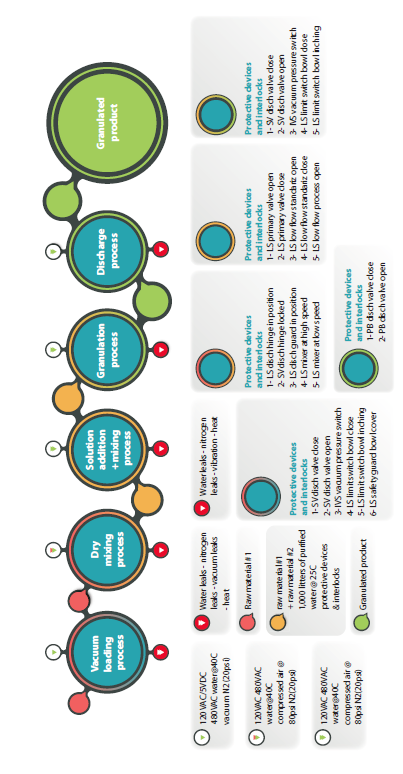 Vacuum
loading
process
Dry
mixing
process
Solution
addition
+ mixing
process
Granulation
process
Discharge
process
Granulated
product
120 VAC/5VDC
480VAC water@40C
vacuum N2 (20psi)
120VAC 480VAC
water@40C
compressed air @
80psi N2(20psi)
120VAC 480VAC
water@40C
compressed air @
80psi N2(20psi)
Water leaks - nitrogen
leaks - vacuum leaks
- heat
Raw material # 1
raw material #1
+ raw material #2
1,000 litters of purified
water @ 25C
protective devices
& interlocks
Granulated product
Water leaks - nitrogen
leaks - vibration - heat
Protective devices
and interlocks
1- SV disch valve close
2- SV disch valve open
3- IVS vacuum pressure switch
4- LS limit switch bowl close
5- LS limit switch bowl inching
6- LS safety guard bowl cover
Protective devices
and interlocks
1- LS disch hinge in position
2- SV disch hinge locked
3- LS disch guard in position
4- LS mixer at high speed
5- LS mixer at low speed
Protective devices
and interlocks
1- PB disch valve close
2- PB disch valve open
Protective devices
and interlocks
1- LS primary valve open
2- LS primary valve close
3- LS low flow standartz open
4- LS low flow standartz close
5- LS low flow process open
Protective devices
and interlocks
1- SV disch valve close
2- SV disch valve open
3- IVS vacuum pressure switch
4- LS limit switch bowl close
5- LS limit switch bowl inching